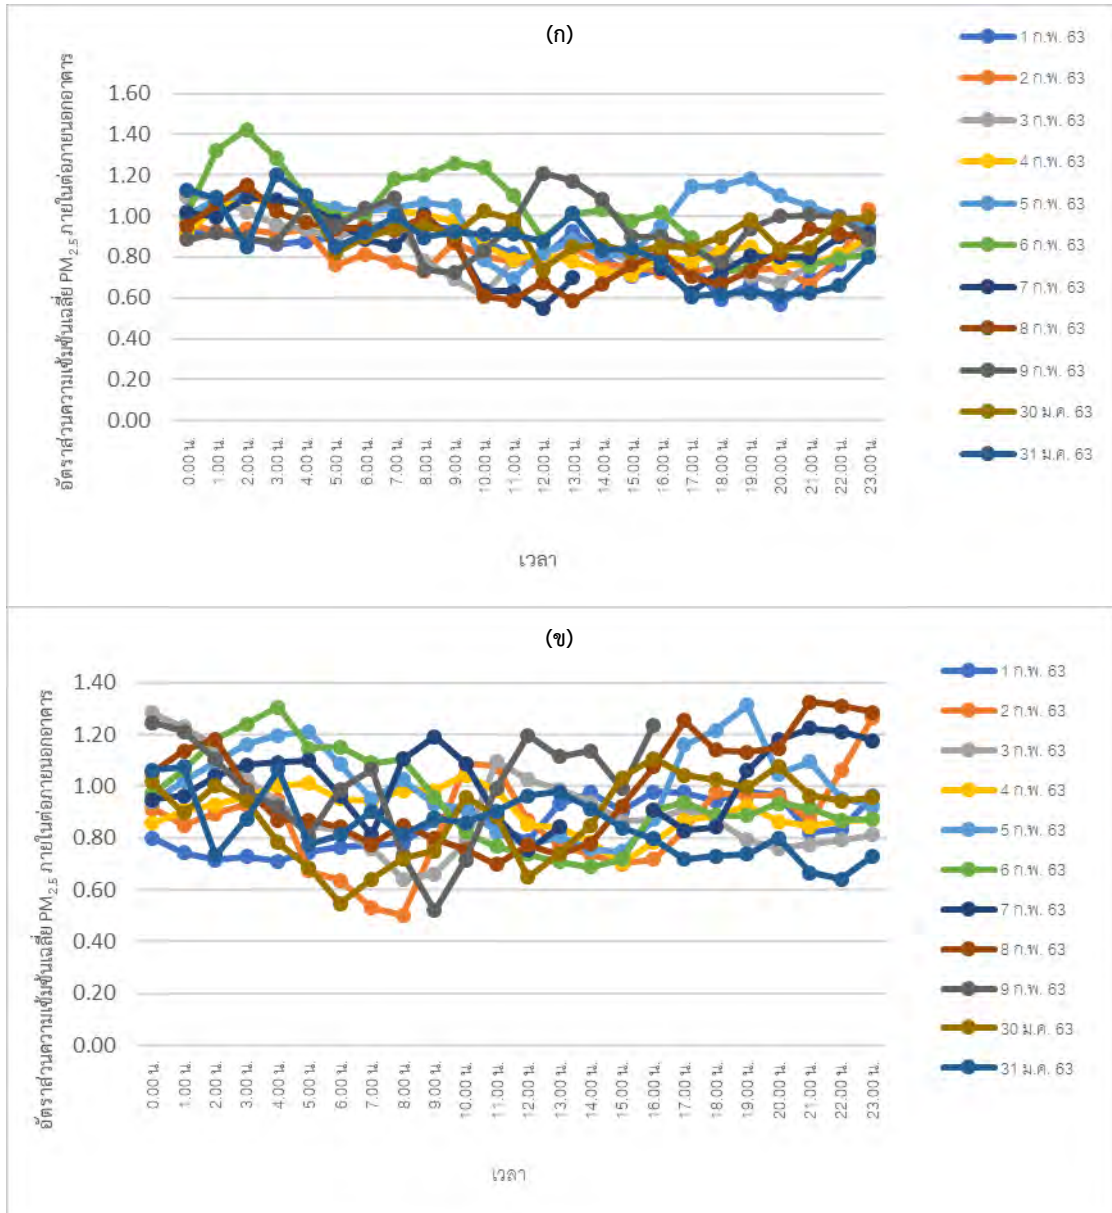 (ก)
อัตราส่วนความเข้มข้นเฉลี่ย PM2.5 ภายในต่อภายนอกอาคาร
1.60
1.40
1.20
1.00
0.80
0.60
0.40
0.20
0.00
0.00 น.
1.00 น.
2.00 น.
3.00 น.
4.00 น.
5.00 น.
6.00 น.
7.00 น.
8.00 น.
9.00 น.
10.00 น.
11.00 น.
12.00 น.
13.00 น.
14.00 น.
15.00 น.
16.00 น.
17.00 น.
18.00 น.
19.00 น.
20.00 น.
21.00 น.
22.00 น.
23.00 น.
เวลา
1 ก.พ. 63
2 ก.พ. 63
3 ก.พ. 63
4 ก.พ. 63
5 ก.พ. 63
6 ก.พ. 63
7 ก.พ. 63
8 ก.พ. 63
9 ก.พ. 63
30 ม.ค. 63
31 ม.ค. 63
(ข)
อัตราส่วนความเข้มข้นเฉลี่ย PM2.5 ภายในต่อภายนอกอาคาร
1.40
1.20
1.00
0.80
0.60
0.40
0.20
0.00
0.00 น.
1.00 น.
2.00 น.
3.00 น.
4.00 น.
5.00 น.
6.00 น.
7.00 น.
8.00 น.
9.00 น.
10.00 น.
11.00 น.
12.00 น.
13.00 น.
14.00 น.
15.00 น.
16.00 น.
17.00 น.
18.00 น.
19.00 น.
20.00 น.
21.00 น.
22.00 น.
23.00 น.
เวลา
1 ก.พ. 63
2 ก.พ. 63
3 ก.พ. 63
4 ก.พ. 63
5 ก.พ. 63
6 ก.พ. 63
7 ก.พ. 63
8 ก.พ. 63
9 ก.พ. 63
30 ม.ค. 63
31 ม.ค. 63